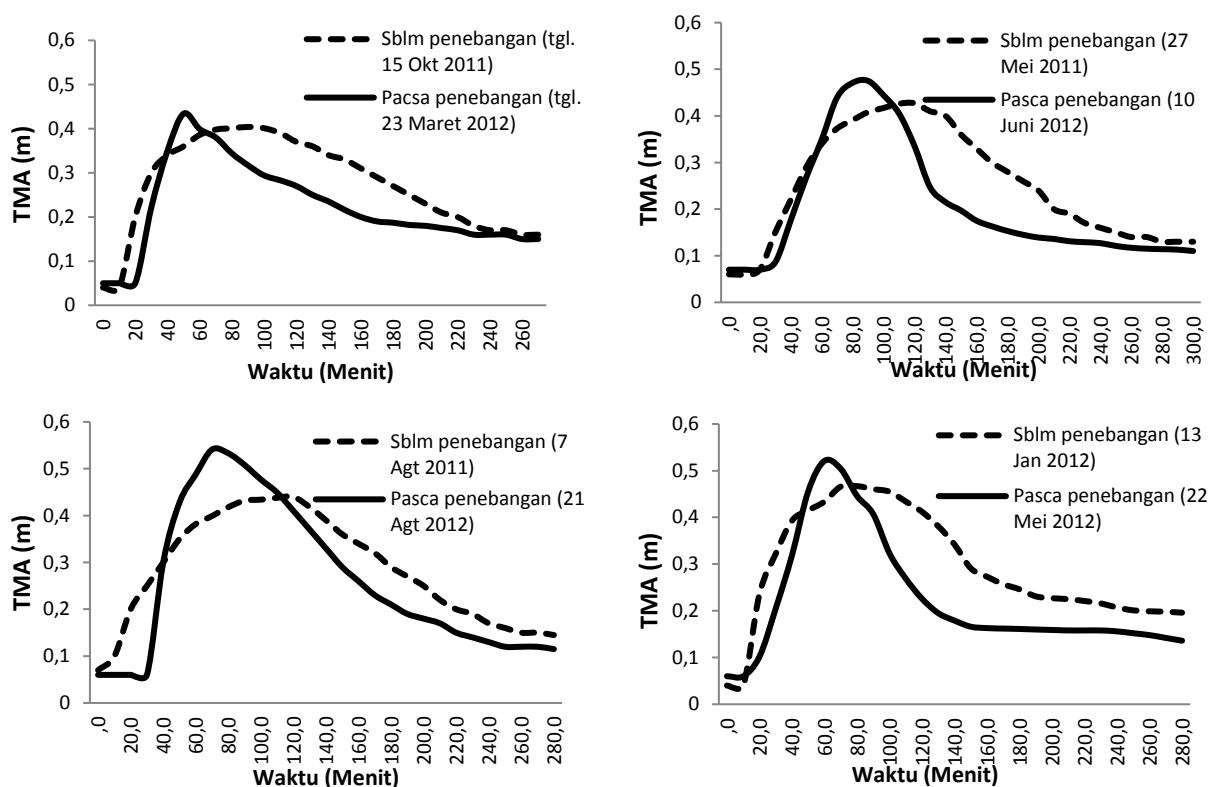 0,6
0,5
0,4
0,3
0,2
0,1
0
TMA (m)
Sblm penebangan (tgl.
15 Okt 2011)
Pacsa penebangan (tgl.
23 Maret 2012)
0 20 40 60 80 100 120 140 160 180 200 220 240 260
Waktu (Menit)
0,6
0,5
0,4
0,3
0,2
0,1
0
TMA (m)
Sblm penebangan (27
Mei 2011)
Pasca penebangan (10
Juni 2012)
,0 20,0 40,0 60,0 80,0 100,0 120,0 140,0 160,0 180,0 200,0 220,0 240,0 260,0 280,0 300,0
Waktu (Menit)
0,6
0,5
0,4
0,3
0,2
0,1
0
TMA (m)
Sblm penebangan (7
Agt 2011)
Pasca penebangan (21
Agt 2012)
,0 20,0 40,0 60,0 80,0 100,0 120,0 140,0 160,0 180,0 200,0 220,0 240,0 260,0 280,0
Waktu (Menit)
0,6
0,5
0,4
0,3
0,2
0,1
0
TMA (m)
Sblm penebangan (13
Jan 2012)
Pasca penebangan (22
Mei 2012)
,0 20,0 40,0 60,0 80,0 100,0 120,0 140,0 160,0 180,0 200,0 220,0 240,0 260,0 280,0
Waktu (Menit)